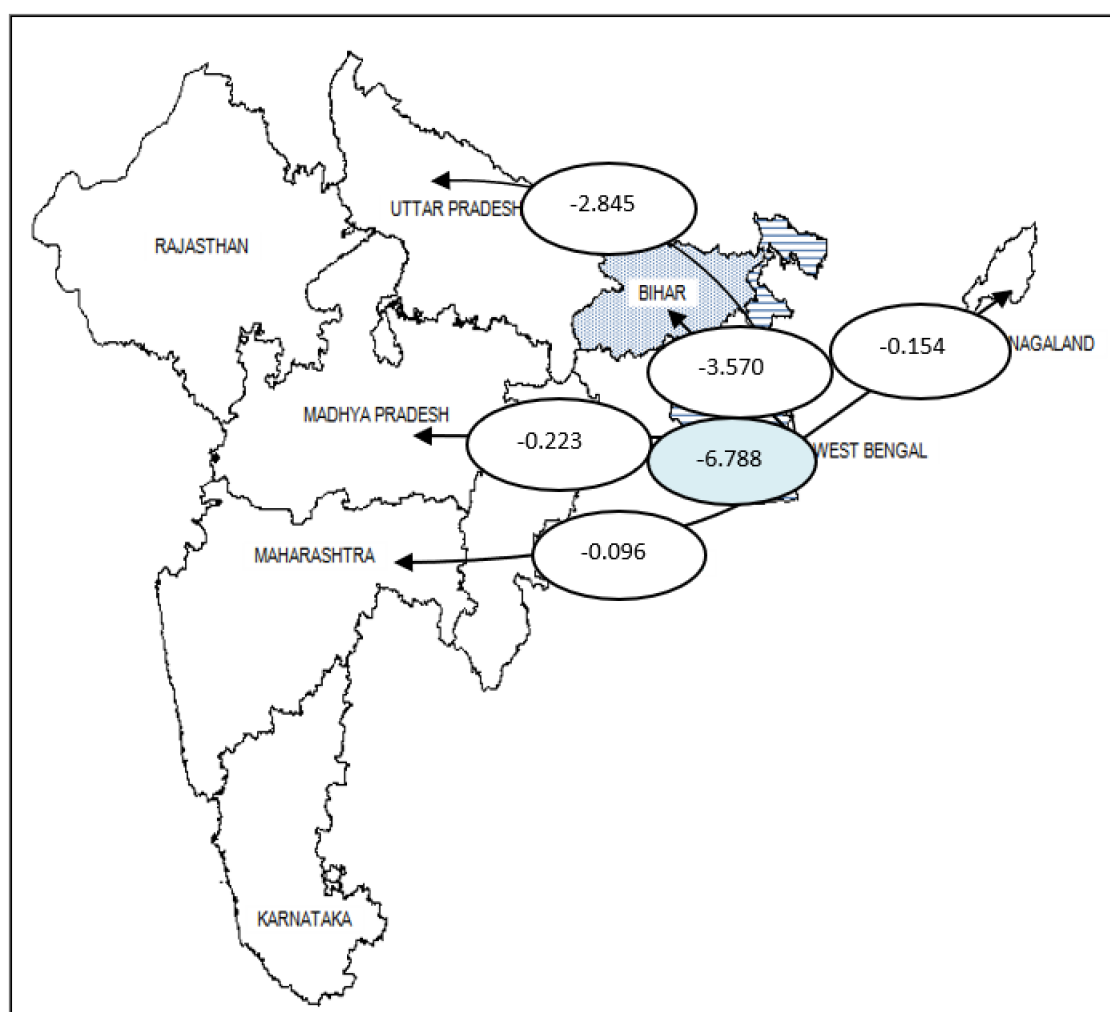 -2.845
UTTAR PRADESH
RAJASTHAN
BIHAR
NAGALAND
-0.154
-3.570
MADHYA PRADESH
-0.223
-6.788
WEST BENGAL
MAHARASHTRA
-0.096
KARNATAKA